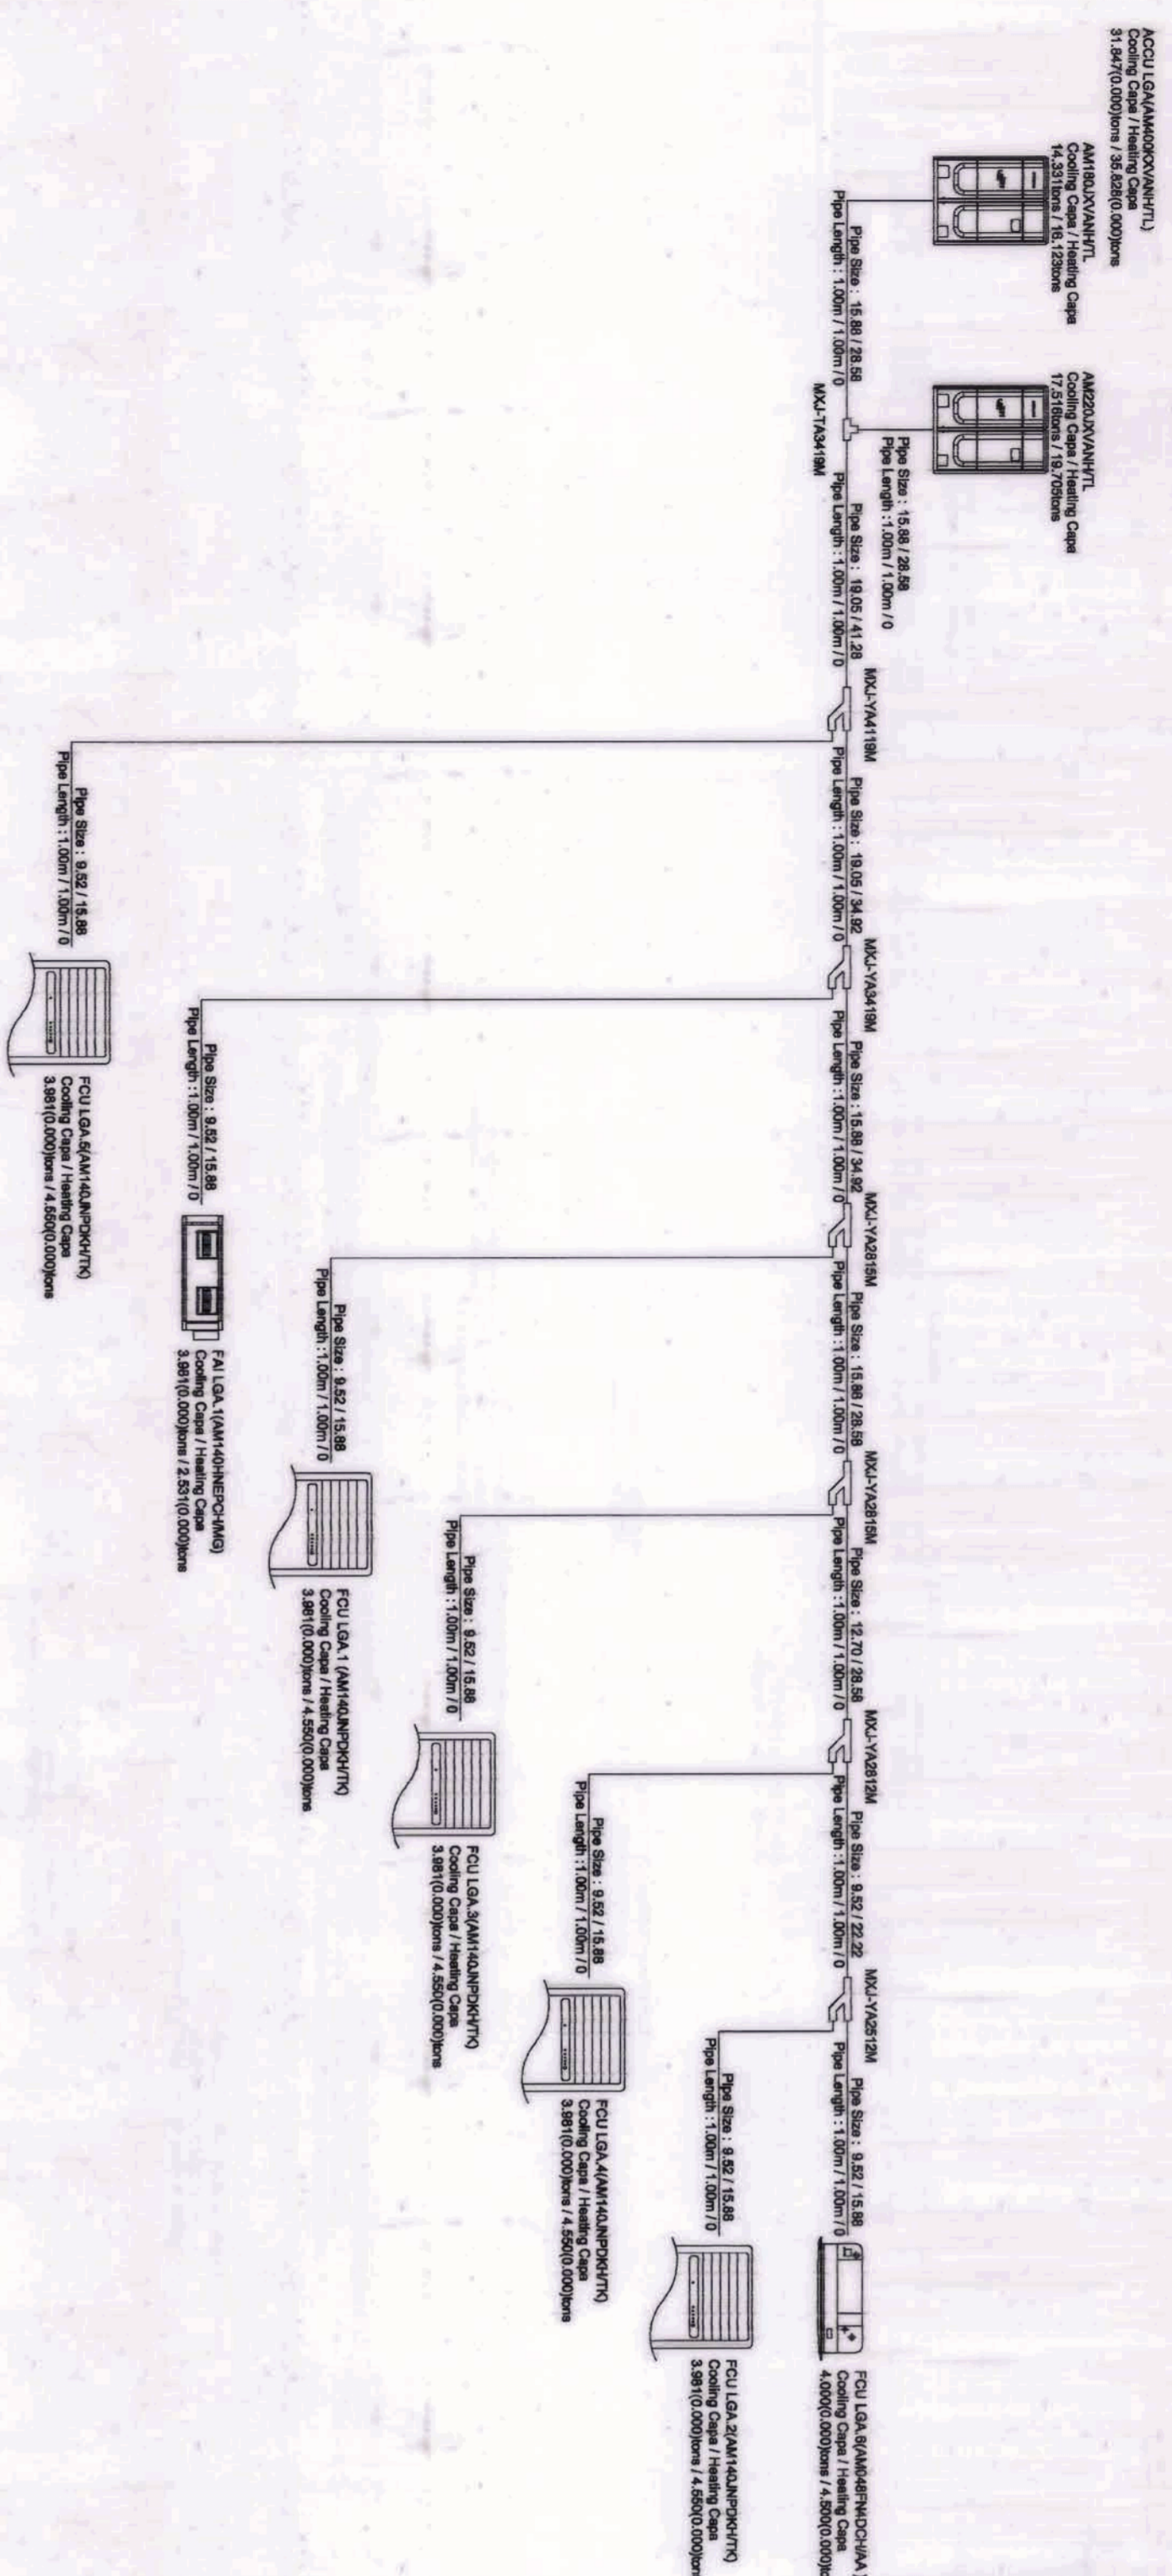 ACCU LGA(AM400KXVANH/TL)
Cooling Capa / Heating Capa
31.847(0.000)tons / 35.828(0.000)tons
AM180JXVANH/TL
Cooling Capa / Heating Capa
14.331tons / 16.123tons
AM220JXVANH/TL
Cooling Capa / Heating Capa
17.516tons / 19.705tons
Pipe Size : 15.88 / 28.58
Pipe Length : 1.00m / 1.00m / 0
MXJ-TA3419M
Pipe Size : 15.88 / 28.58
Pipe Length :1.00m / 1.00m / 0
Pipe Size : 19.05 / 41.28
Pipe Length : 1.00m / 1.00m / 0
MXJ-YA4119M
Pipe Size : 19.05 / 34.92
Pipe Length : 1.00m / 1.00m / 0
MXJ-YA3419M
Pipe Size : 15.88 / 34.92
Pipe Length :1.00m / 1.00m / 0
MXJ-YA2815M
Pipe Size : 15.88 / 28.58
Pipe Length :1.00m / 1.00m / 0
MXJ-YA2815M
Pipe Size : 12.70 / 28.58
Pipe Length :1.00m / 1.00m / 0
MXJ-YA2812M
Pipe Size : 9.52 / 22.22
Pipe Length :1.00m / 1.00m / 0
MXJ-YA2512M
Pipe Size : 9.52 / 15.88
Pipe Length :1.00m / 1.00m / 0
FCU LGA.6(AM048FN4DCH/AA)
Cooling Capa / Heating Capa
4.000(0.000)tons / 4.500(0.000)to
Pipe Size : 9.52 / 15.88
Pipe Length :1.00m / 1.00m / 0
FCU LGA.2(AM140JNPDKH/TK)
Cooling Capa / Heating Capa
3.981(0.000)tons / 4.550(0.000)ton
Pipe Size : 9.52 / 15.88
Pipe Length :1.00m / 1.00m / 0
FCU LGA.4(AM140JNPDKH/TK)
Cooling Capa / Heating Capa
3.981(0.000)tons / 4.550(0.000)tons
Pipe Size : 9.52 / 15.88
Pipe Length :1.00m / 1.00m / 0
FCU LGA.3(AM140JNPDKH/TK)
Cooling Capa / Heating Capa
3.981(0.000)tons / 4.550(0.000)tons
Pipe Size : 9.52 / 15.88
Pipe Length :1.00m / 1.00m / 0
FCU LGA.1 (AM140JNPDKH/TK)
Cooling Capa / Heating Capa
3.981(0.000)tons / 4.550(0.000)tons
Pipe Size : 9.52 / 15.88
Pipe Length :1.00m / 1.00m / 0
FAI LGA.1(AM140HNEPCH/MG)
Cooling Capa / Heating Capa
3.981(0.000)tons / 2.531(0.000)tons
Pipe Size : 9.52 / 15.88
Pipe Length :1.00m / 1.00m / 0
FCU LGA.5(AM140JNPDKH/TK)
Cooling Capa / Heating Capa
3.981(0.000)tons / 4.550(0.000)tons